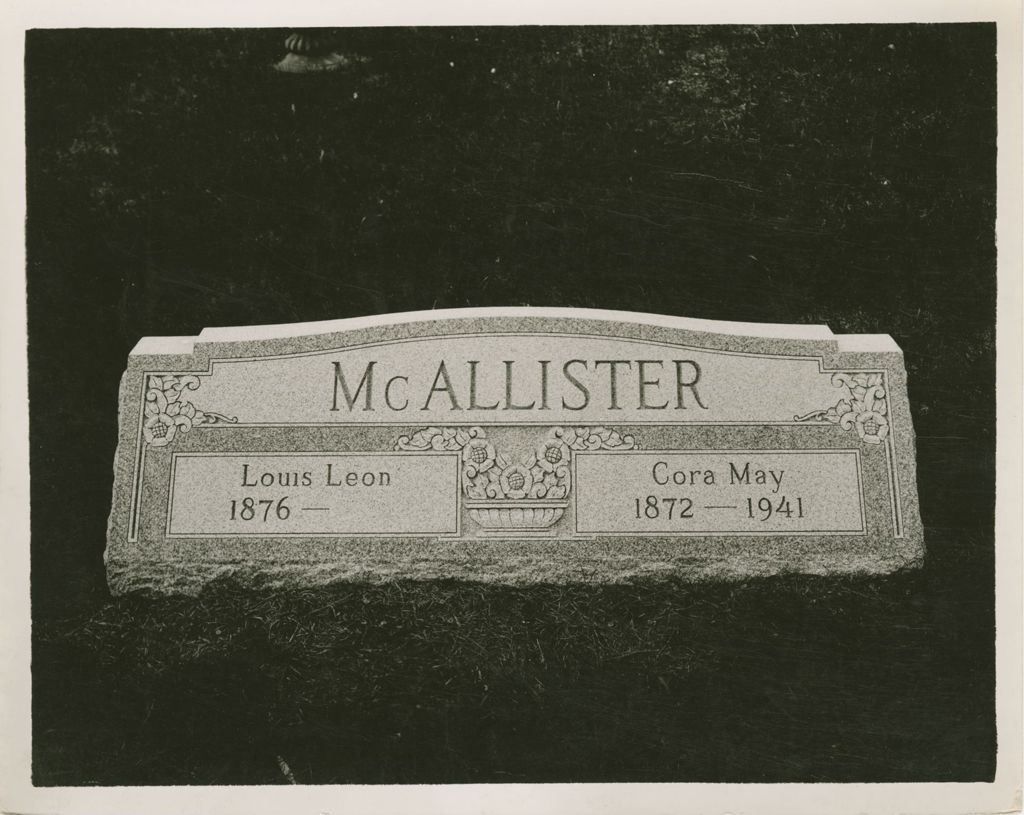 McALLISTER
Louis Leon
1876 —
Cora May
1872 — 1941